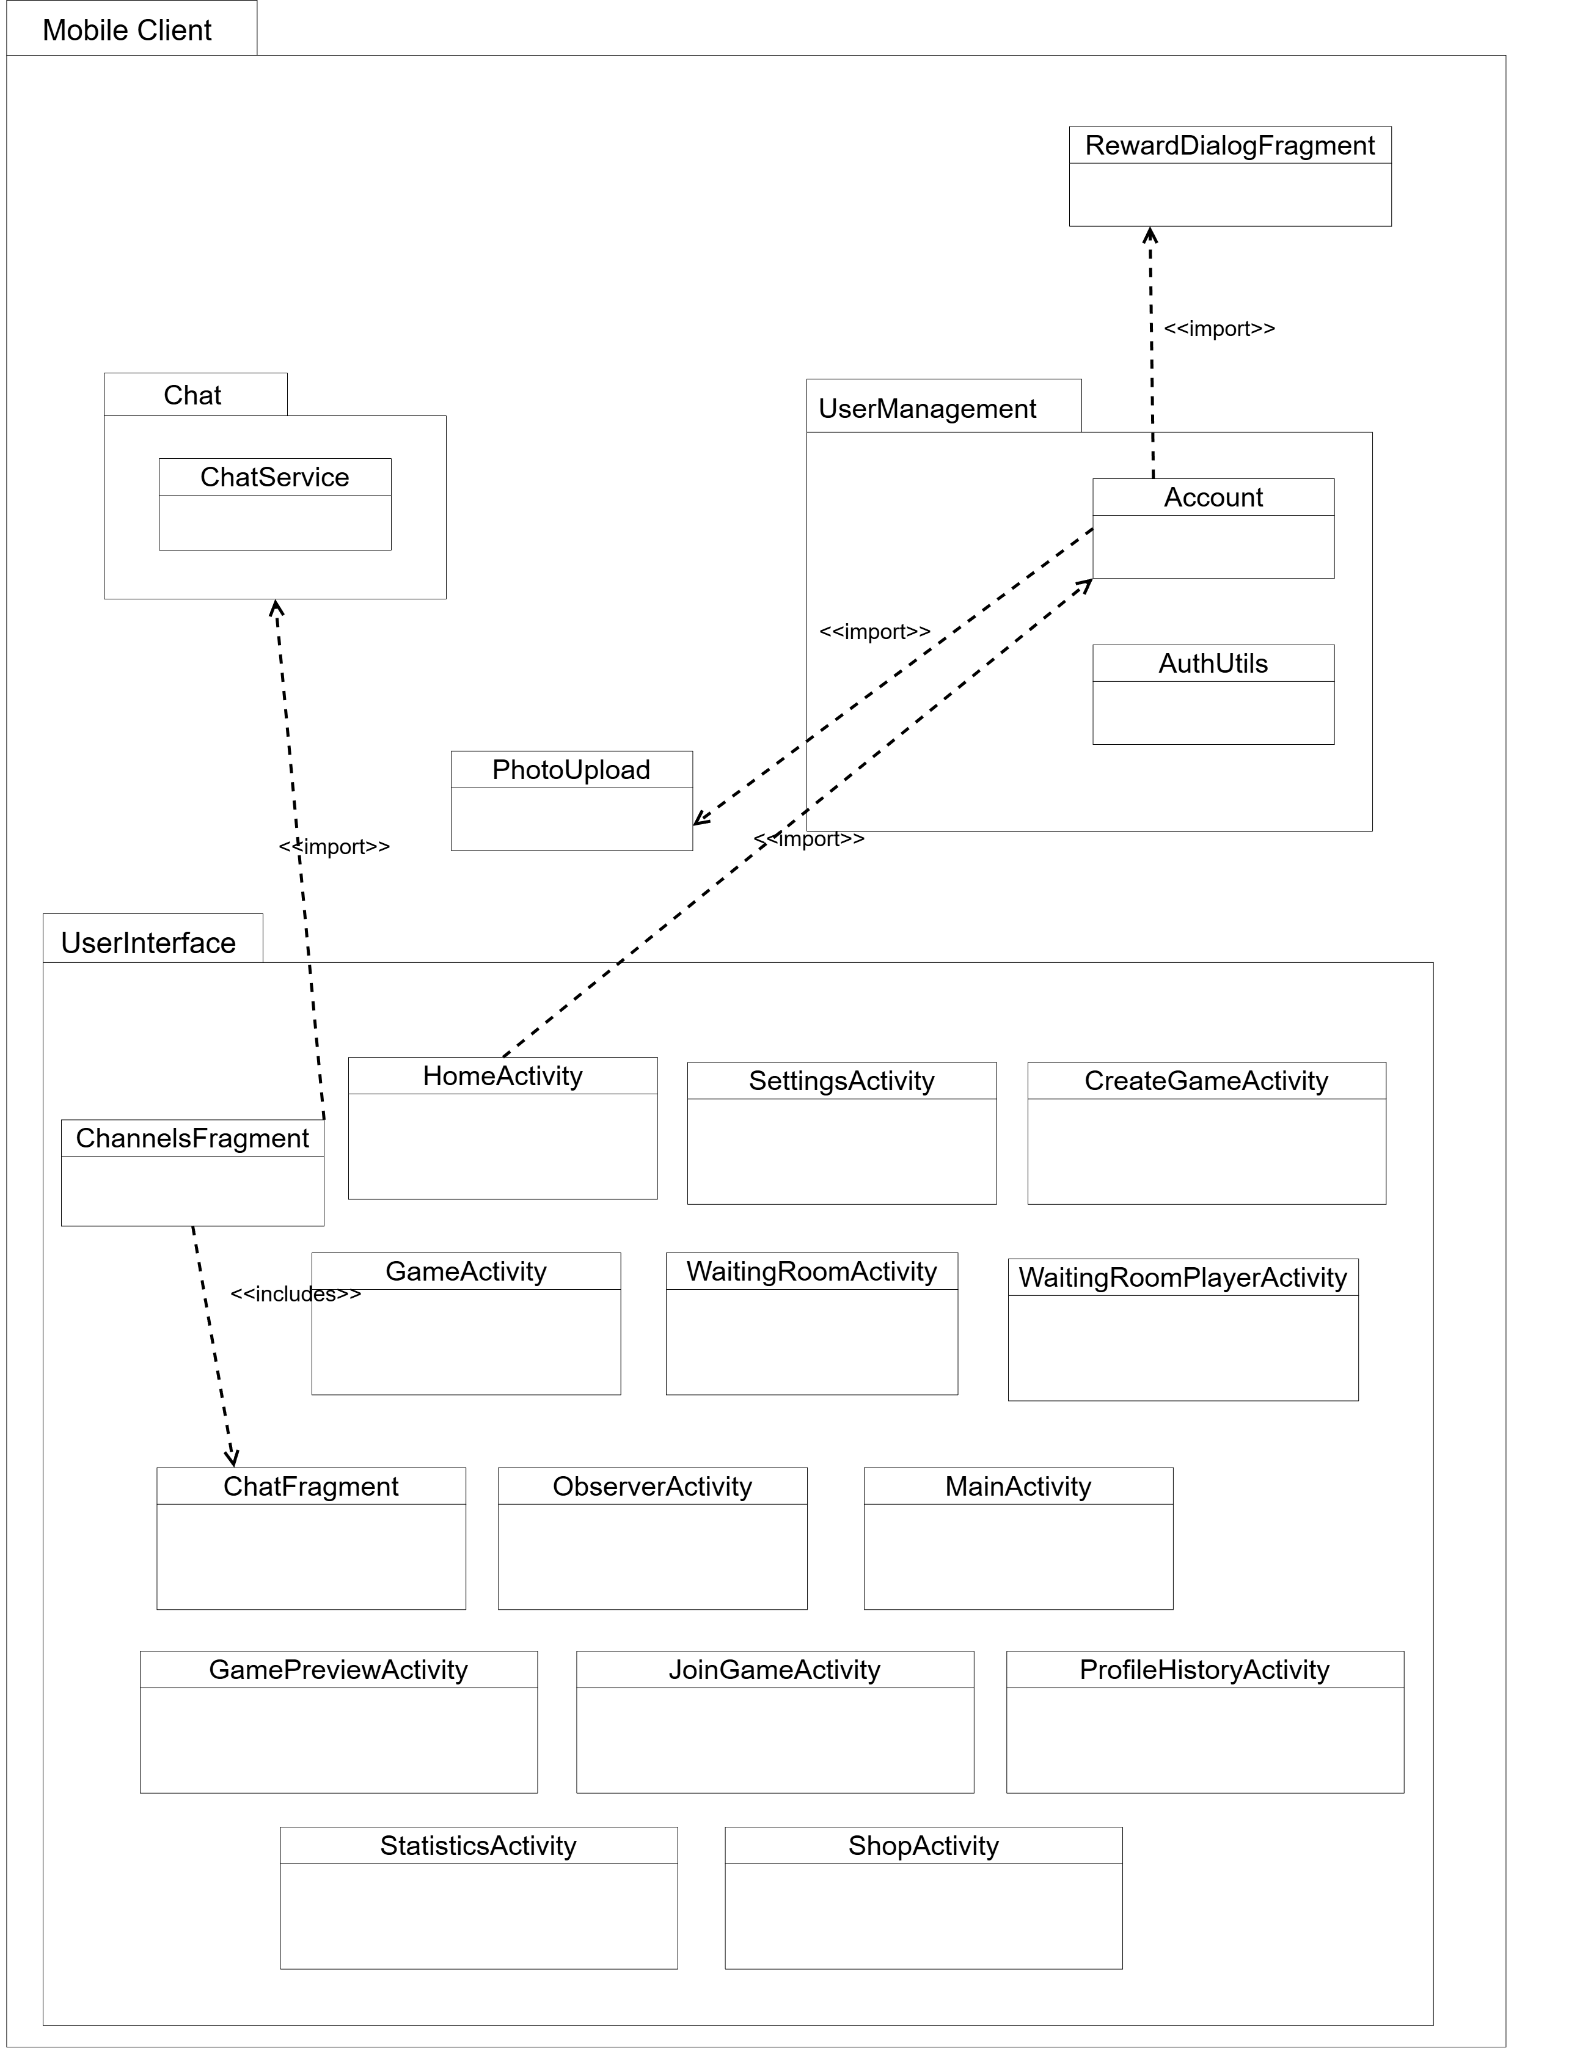 Mobile Client
RewardDialogFragment
<<import>>
Chat
UserManagement
ChatService
Account
<<import>>
AuthUtils
PhotoUpload
<<import>>
<<import>>
UserInterface
HomeActivity
SettingsActivity
CreateGameActivity
ChannelsFragment
GameActivity
WaitingRoomActivity
WaitingRoomPlayerActivity
<<includes>>
ChatFragment
ObserverActivity
MainActivity
GamePreviewActivity
JoinGameActivity
ProfileHistoryActivity
StatisticsActivity
ShopActivity